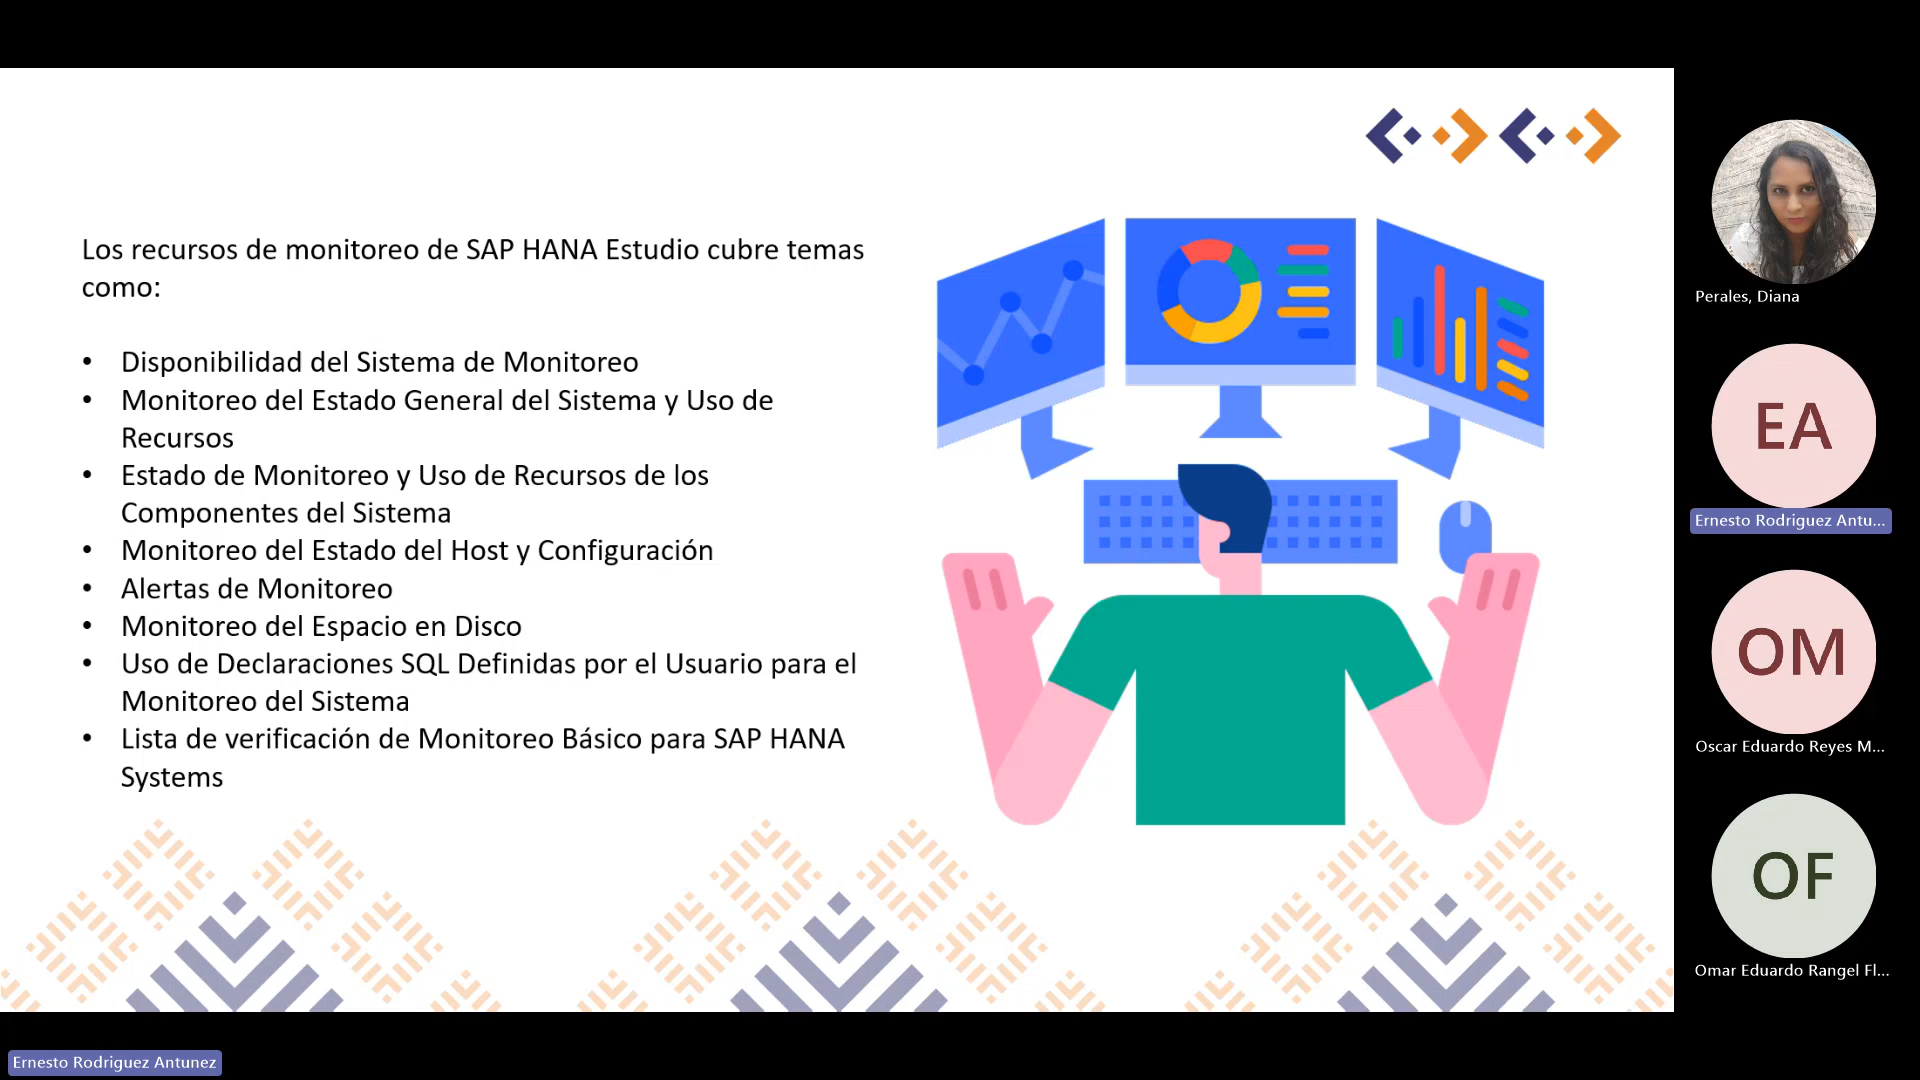 Los recursos de monitoreo de SAP HANA Estudio cubre temas
como:
• Disponibilidad del Sistema de Monitoreo
• Monitoreo del Estado General del Sistema y Uso de
Recursos
• Estado de Monitoreo y Uso de Recursos de los
Componentes del Sistema
• Monitoreo del Estado del Host y Configuración
• Alertas de Monitoreo
• Monitoreo del Espacio en Disco
• Uso de Declaraciones SQL Definidas por el Usuario para el
Monitoreo del Sistema
• Lista de verificación de Monitoreo Básico para SAP HANA
Systems
Perales, Diana
EA
Ernesto Rodriguez Antu...
OM
Oscar Eduardo Reyes M...
OF
Omar Eduardo Rangel Fl...
Ernesto Rodriguez Antunez